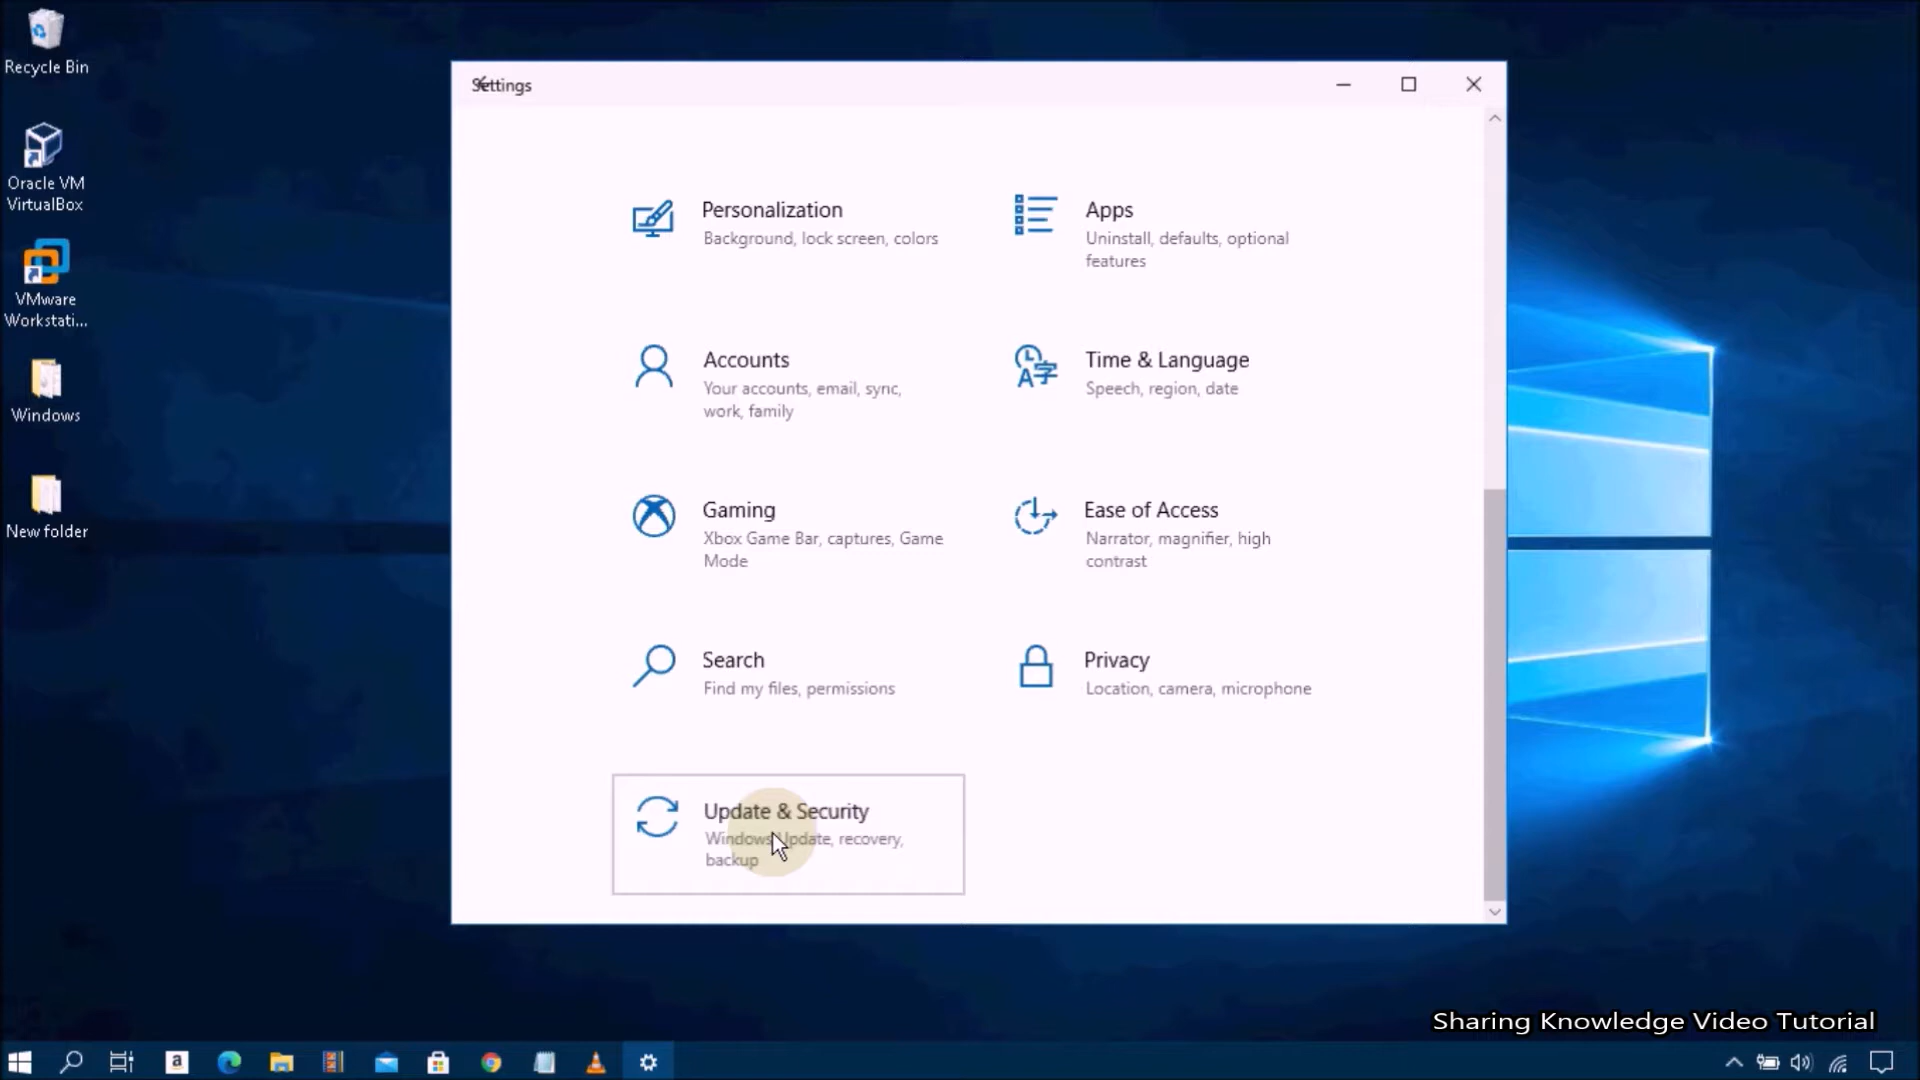 Recycle Bin
Oracle VM
VirtualBox
VMware
Workstati...
Windows
New folder
Settings
Personalization
Background, lock screen, colors
Apps
Uninstall, defaults, optional
features
Accounts
Your accounts, email, sync,
work, family
Time & Language
Speech, region, date
Gaming
Xbox Game Bar, captures, Game
Mode
Ease of Access
Narrator, magnifier, high
contrast
Search
Find my files, permissions
Privacy
Location, camera, microphone
Update & Security
Windows Update, recovery,
backup
Sharing Knowledge Video Tutorial